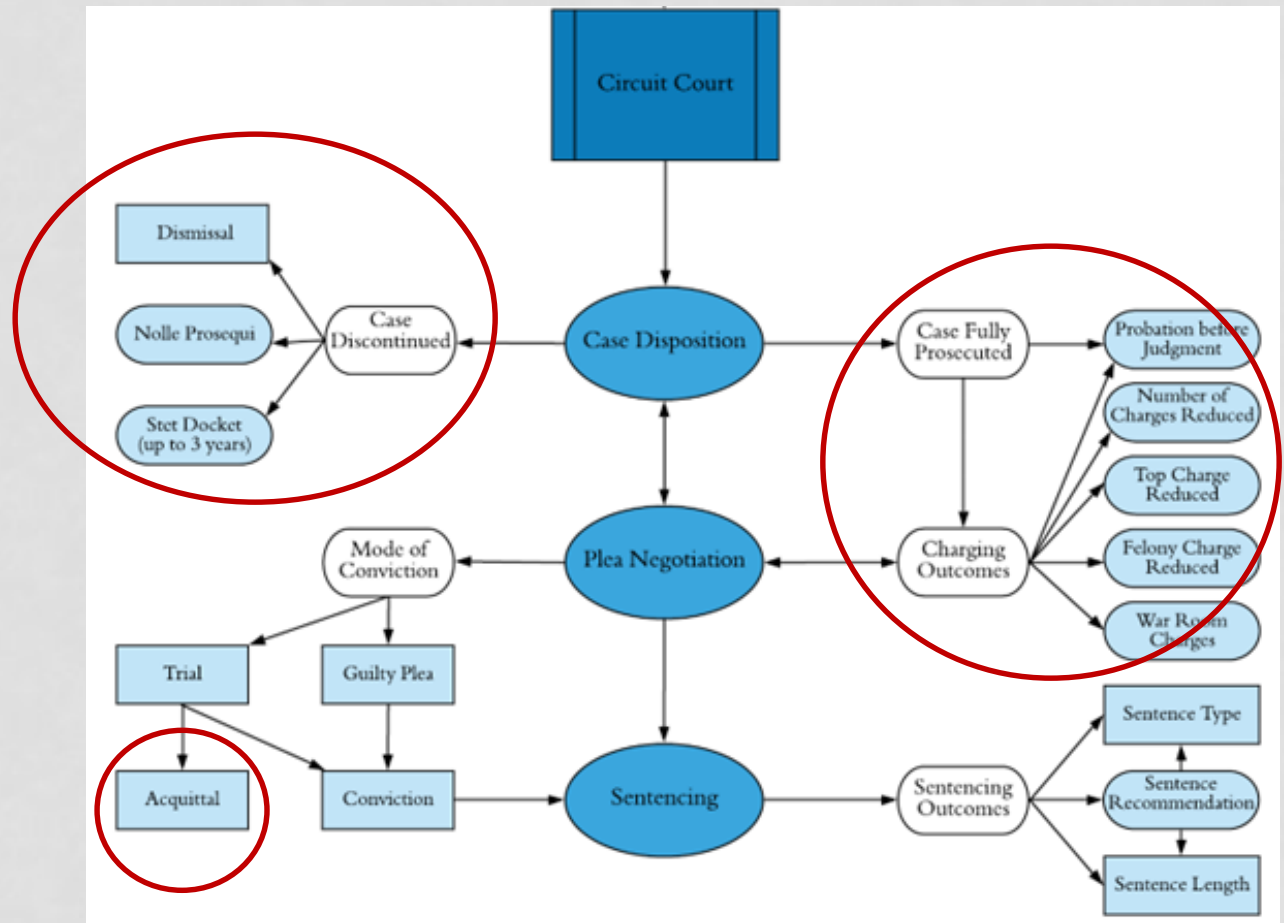 Circuit Court
Dismissal
Nolle Prosequi
Stet Docket
(up to 3 years)
Case
Discontinued
Case Disposition
Case Fully
Prosecuted
Probation before
Judgment
Number of
Charges Reduced
Top Charge
Reduced
Felony Charge
Reduced
War Room
Charges
Charging
Outcomes
Plea Negotiation
Mode of
Conviction
Trial
Guilty Plea
Acquittal
Conviction
Sentencing
Sentencing
Outcomes
Sentence Type
Sentence
Recommendation
Sentence Length